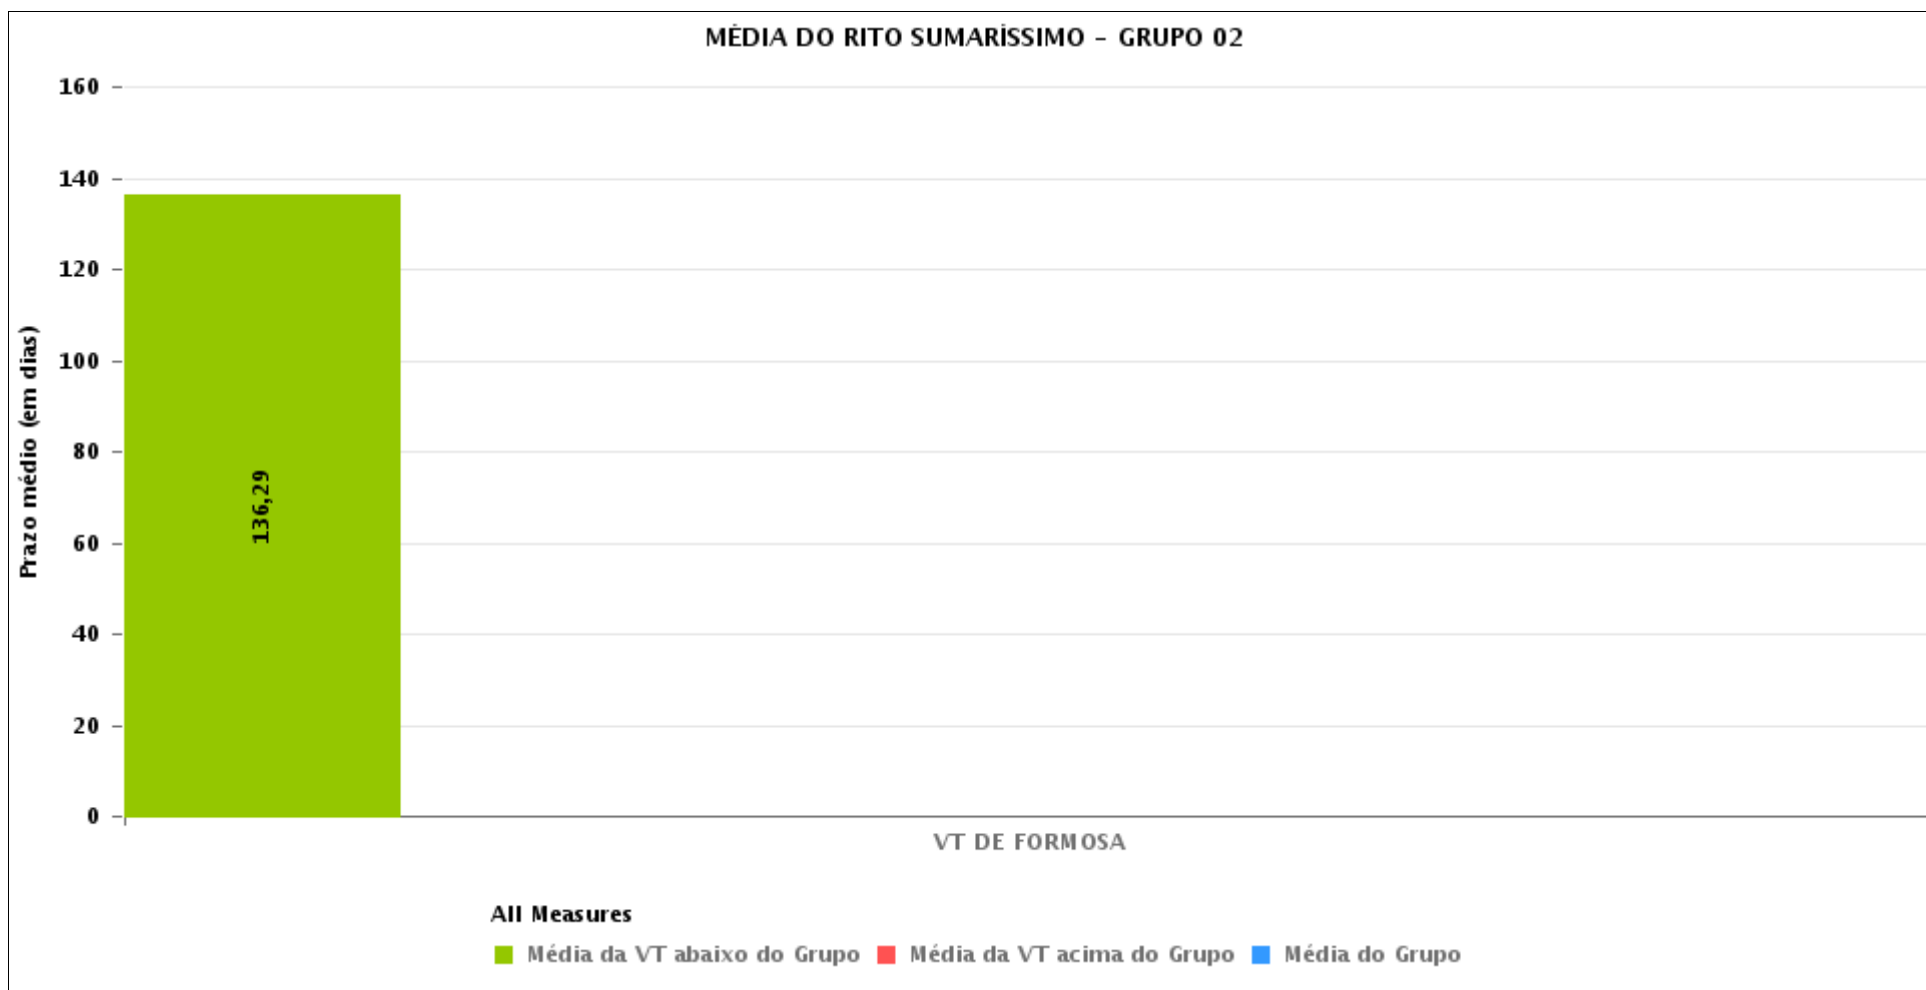 MÉDIA DO RITO SUMARÍSSIMO – GRUPO 02
160
140
120
100
80
60
40
20
0
Prazo médio (em dias)
136,29
VT DE FORMOSA
All Measures
Média da VT abaixo do Grupo Média da VT acima do Grupo Média do Grupo